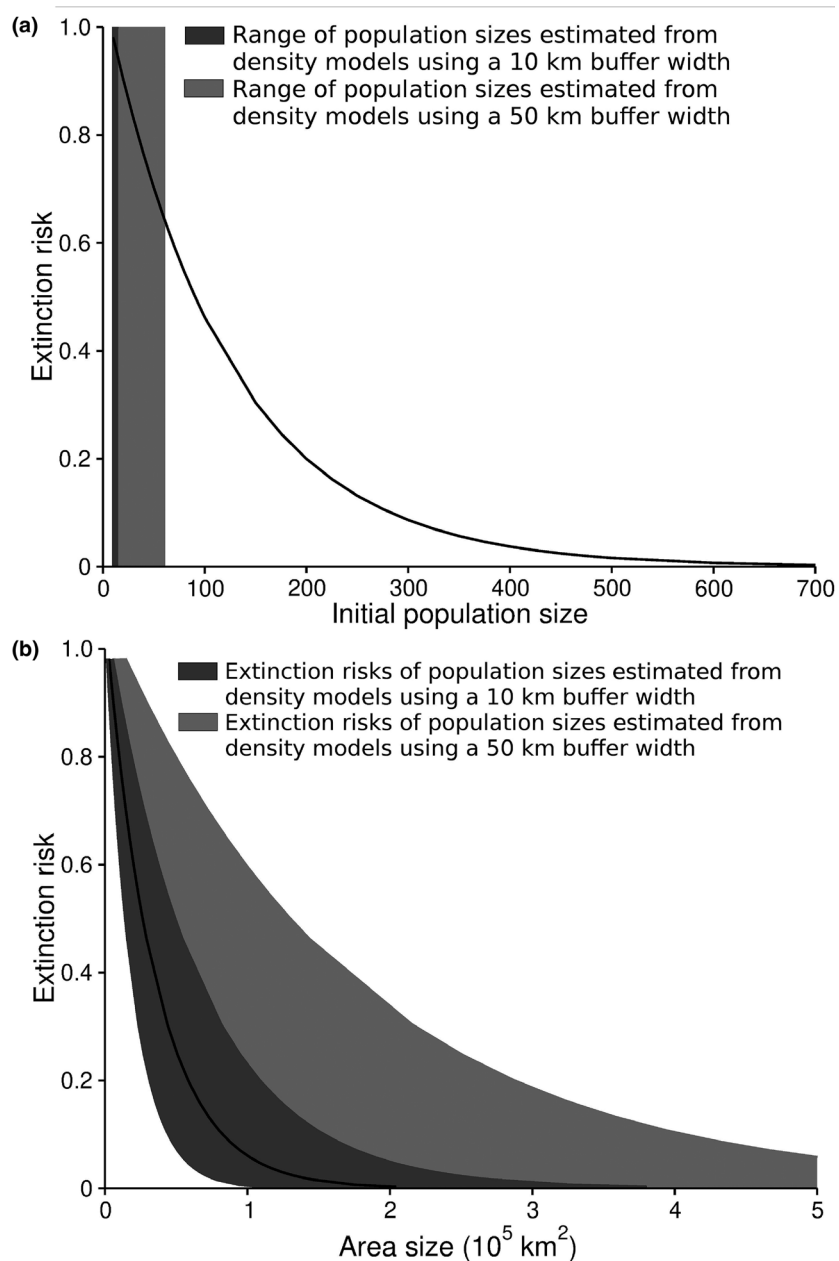 (a)
1.0
0.8
0.6
0.4
0.2
0
Extinction risk
Range of population sizes estimated from
density models using a 10 km buffer width
Range of population sizes estimated from
density models using a 50 km buffer width
0 100 200 300 400 500 600 700
Initial population size
(b)
1.0
0.8
0.6
0.4
0.2
0
Extinction risk
Extinction risks of population sizes estimated from
density models using a 10 km buffer width
Extinction risks of population sizes estimated from
density models using a 50 km buffer width
0 1 2 3 4 5
Area size (10⁵ km²)